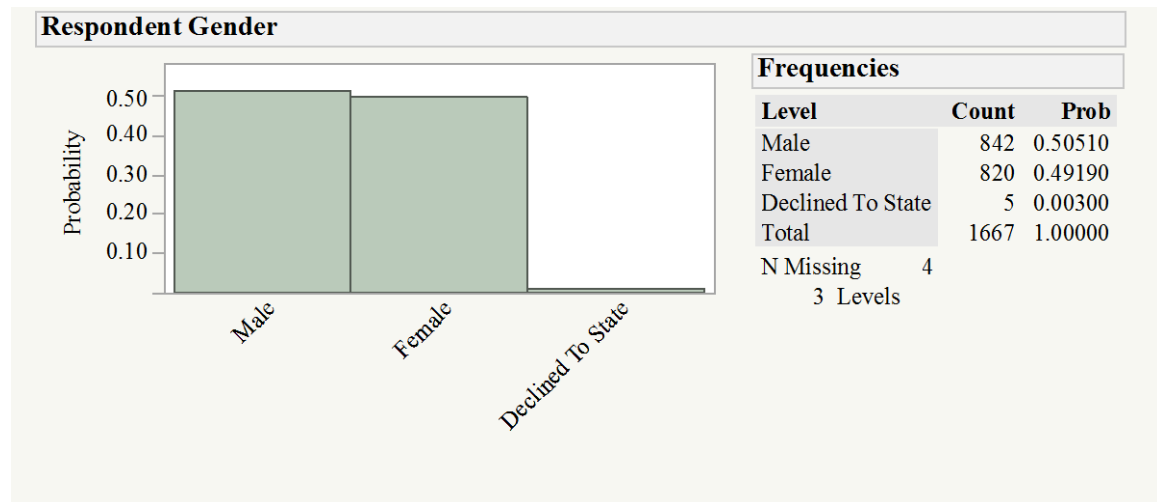 Respondent Gender
Probability
0.50
0.40
0.30
0.20
0.10
Male
Female
Declined To State
Frequencies
Level Count Prob
Male 842 0.50510
Female 820 0.49190
Declined To State 5 0.00300
Total 1667 1.00000
N Missing 4
3 Levels